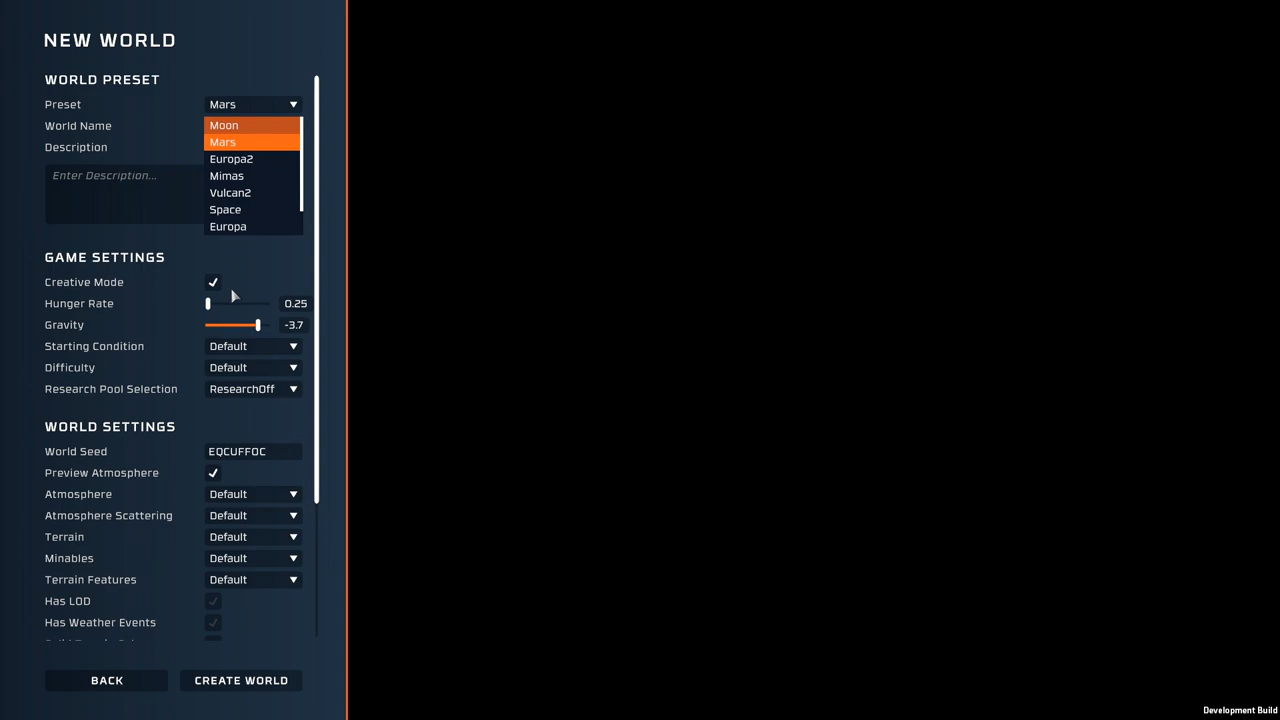 NEW WORLD
WORLD PRESET
Preset Mars
World Name Moon
Mars
Description Europa2
Enter Description... Mimas
Vulcan2
Space
Europa
GAME SETTINGS
Creative Mode
Hunger Rate 0.25
Gravity -3.7
Starting Condition Default
Difficulty Default
Research Pool Selection ResearchOff
WORLD SETTINGS
World Seed EQCUFFOC
Preview Atmosphere
Atmosphere Default
Atmosphere Scattering Default
Terrain Default
Minables Default
Terrain Features Default
Has LOD
Has Weather Events
BACK CREATE WORLD
Development Build